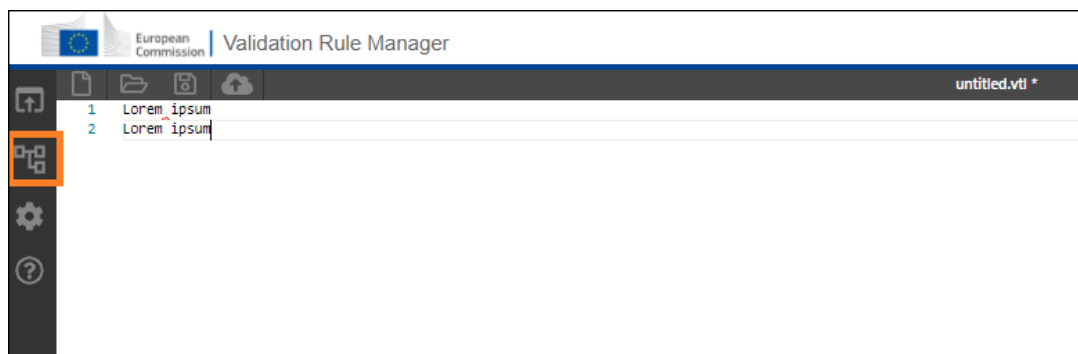 European
Commission
Validation Rule Manager
untitled.vtl *
1 Lorem ipsum
2 Lorem ipsum